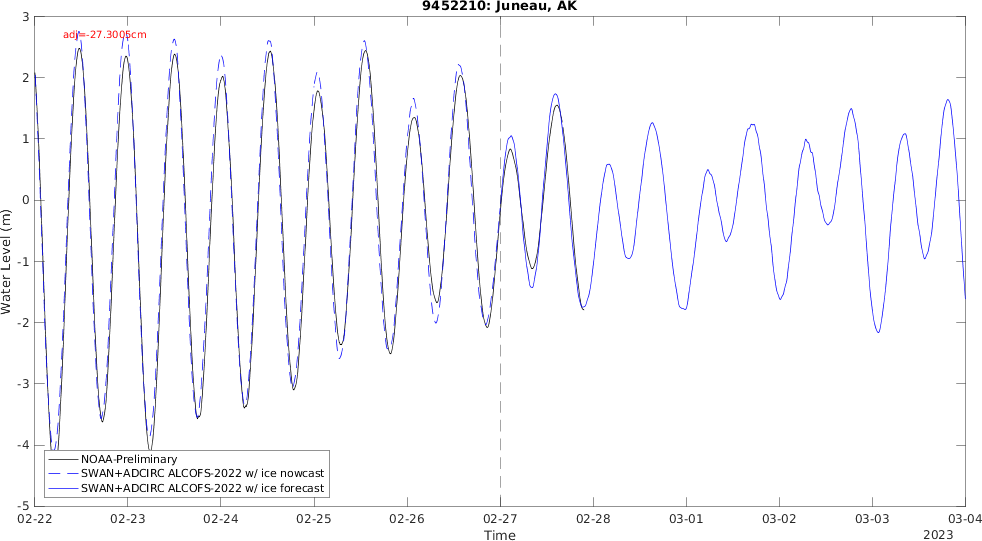 9452210: Juneau, AK
adj=-27.3005cm
3
2
1
0
-1
-2
-3
-4
-5
Water Level (m)
NOAA-Preliminary
SWAN+ADCIRC ALCOFS-2022 w/ ice nowcast
SWAN+ADCIRC ALCOFS-2022 w/ ice forecast
02-22 02-23 02-24 02-25 02-26 02-27 02-28 03-01 03-02 03-03 03-04
Time 2023